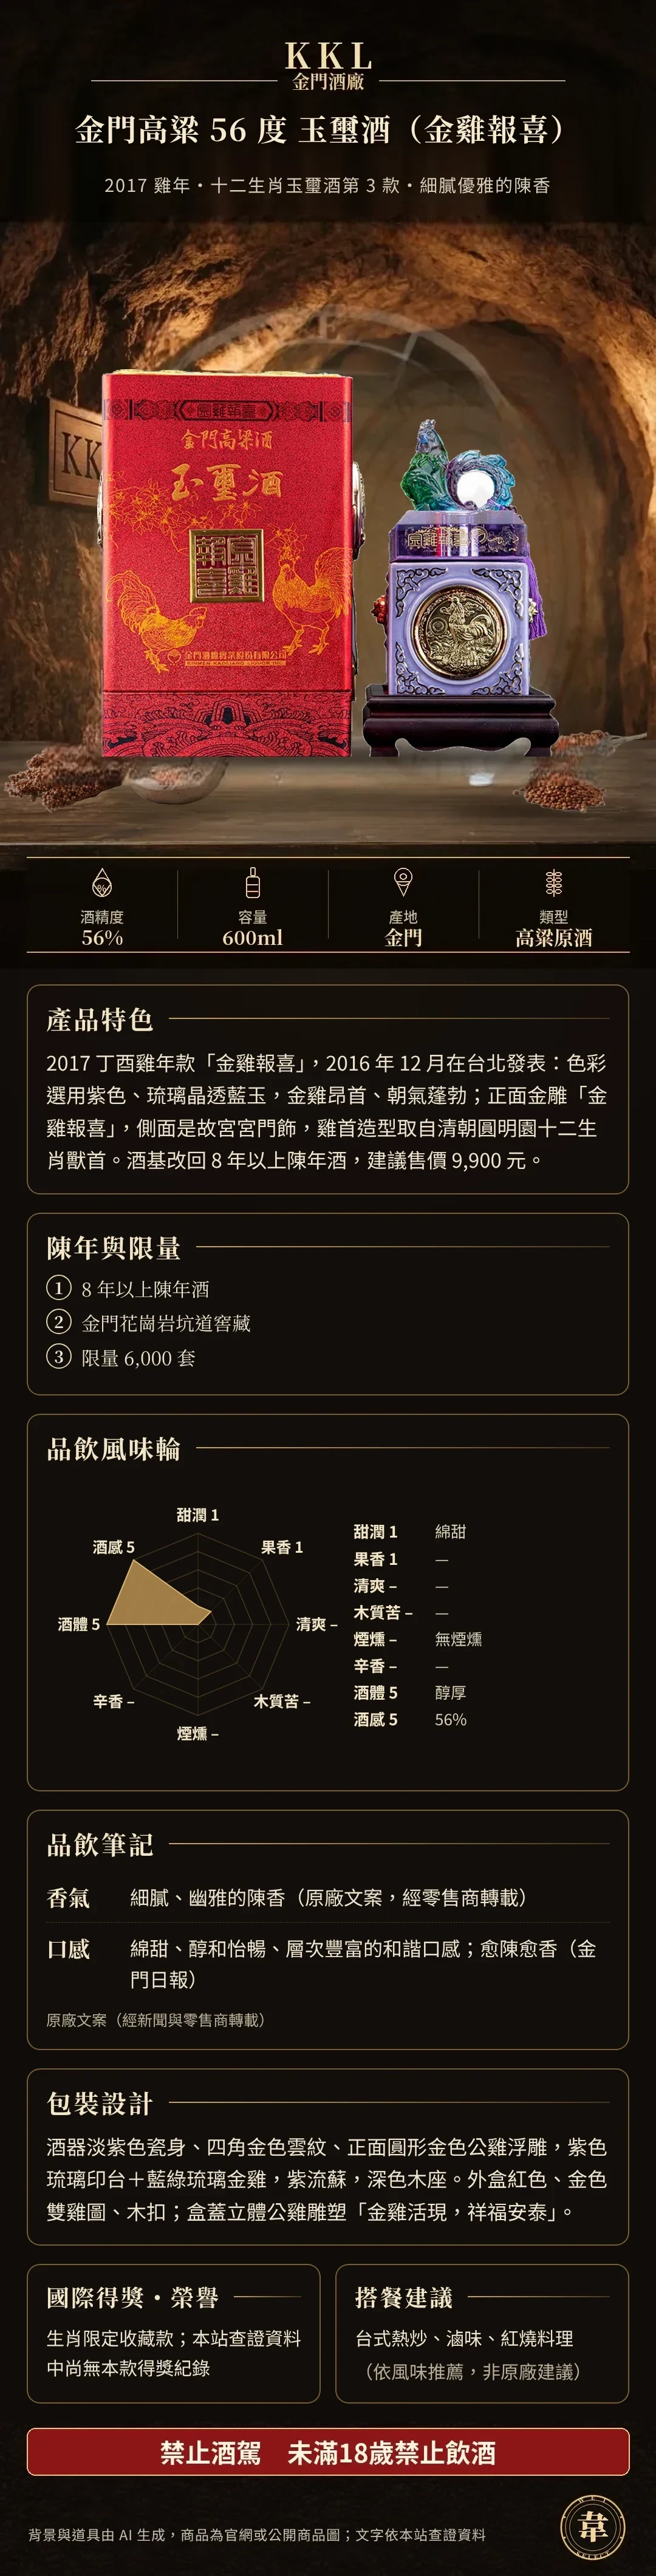 KKL
金門酒廠
金門高粱 56 度 玉璽酒（金雞報喜）
2017 雞年・十二生肖玉璽酒第 3 款・細膩優雅的陳香
KK
金雞報喜
金門高粱酒
玉璽酒
金雞報喜
金門酒廠實業股份有限公司
KINMEN KAOLIANG LIQUOR INC.
金雞報喜
酒精度
56%
容量
600ml
產地
金門
類型
高粱原酒
產品特色
2017 丁酉雞年款「金雞報喜」，2016 年 12 月在台北發表：色彩
選用紫色、琉璃晶透藍玉，金雞昂首、朝氣蓬勃；正面金雕「金
雞報喜」，側面是故宮宮門飾，雞首造型取自清朝圓明園十二生
肖獸首。酒基改回 8 年以上陳年酒，建議售價 9,900 元。
陳年與限量
1 8 年以上陳年酒
2 金門花崗岩坑道窖藏
3 限量 6,000 套
品飲風味輪
甜潤 1
果香 1
清爽 –
木質苦 –
煙燻 –
辛香 –
酒體 5
酒感 5
甜潤 1 綿甜
果香 1 —
清爽 – —
木質苦 – —
煙燻 – 無煙燻
辛香 – —
酒體 5 醇厚
酒感 5 56%
品飲筆記
香氣 細膩、幽雅的陳香（原廠文案，經零售商轉載）
口感 綿甜、醇和怡暢、層次豐富的和諧口感；愈陳愈香（金
門日報）
原廠文案（經新聞與零售商轉載）
包裝設計
酒器淡紫色瓷身、四角金色雲紋、正面圓形金色公雞浮雕，紫色
琉璃印台＋藍綠琉璃金雞，紫流蘇，深色木座。外盒紅色、金色
雙雞圖、木扣；盒蓋立體公雞雕塑「金雞活現，祥福安泰」。
國際得獎・榮譽
生肖限定收藏款；本站查證資料
中尚無本款得獎紀錄
搭餐建議
台式熱炒、滷味、紅燒料理
（依風味推薦，非原廠建議）
禁止酒駕 未滿18歲禁止飲酒
背景與道具由 AI 生成，商品為官網或公開商品圖；文字依本站查證資料
韋